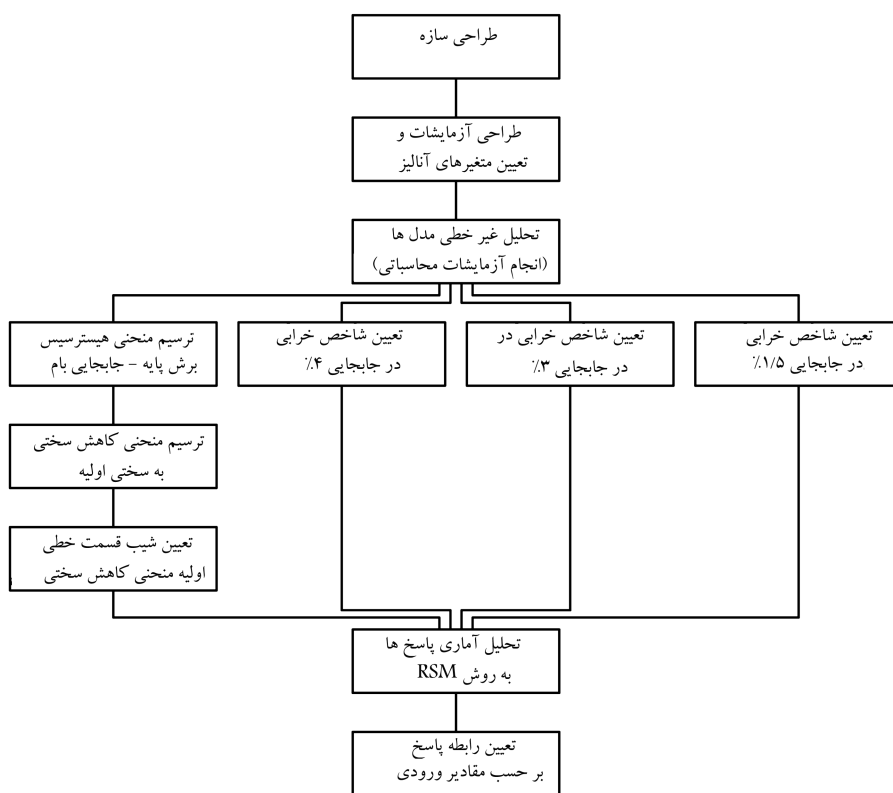 طراحی سازه
طراحی آزمایشات و
تعیین متغیرهای آنالیز
تحلیل غیر خطی مدل ها
(انجام آزمایشات محاسباتی)
تعیین شاخص خرابی
در جابجایی ۱/۵٪
تعیین شاخص خرابی در
در جابجایی ۳٪
تعیین شاخص خرابی
در جابجایی ۴٪
ترسیم منحنی هیسترسیس
برش پایه - جابجایی بام
ترسیم منحنی کاهش سختی
به سختی اولیه
تعیین شیب قسمت خطی
اولیه منحنی کاهش سختی
تحلیل آماری پاسخ ها
به روش RSM
تعیین رابطه پاسخ
بر حسب مقادیر ورودی